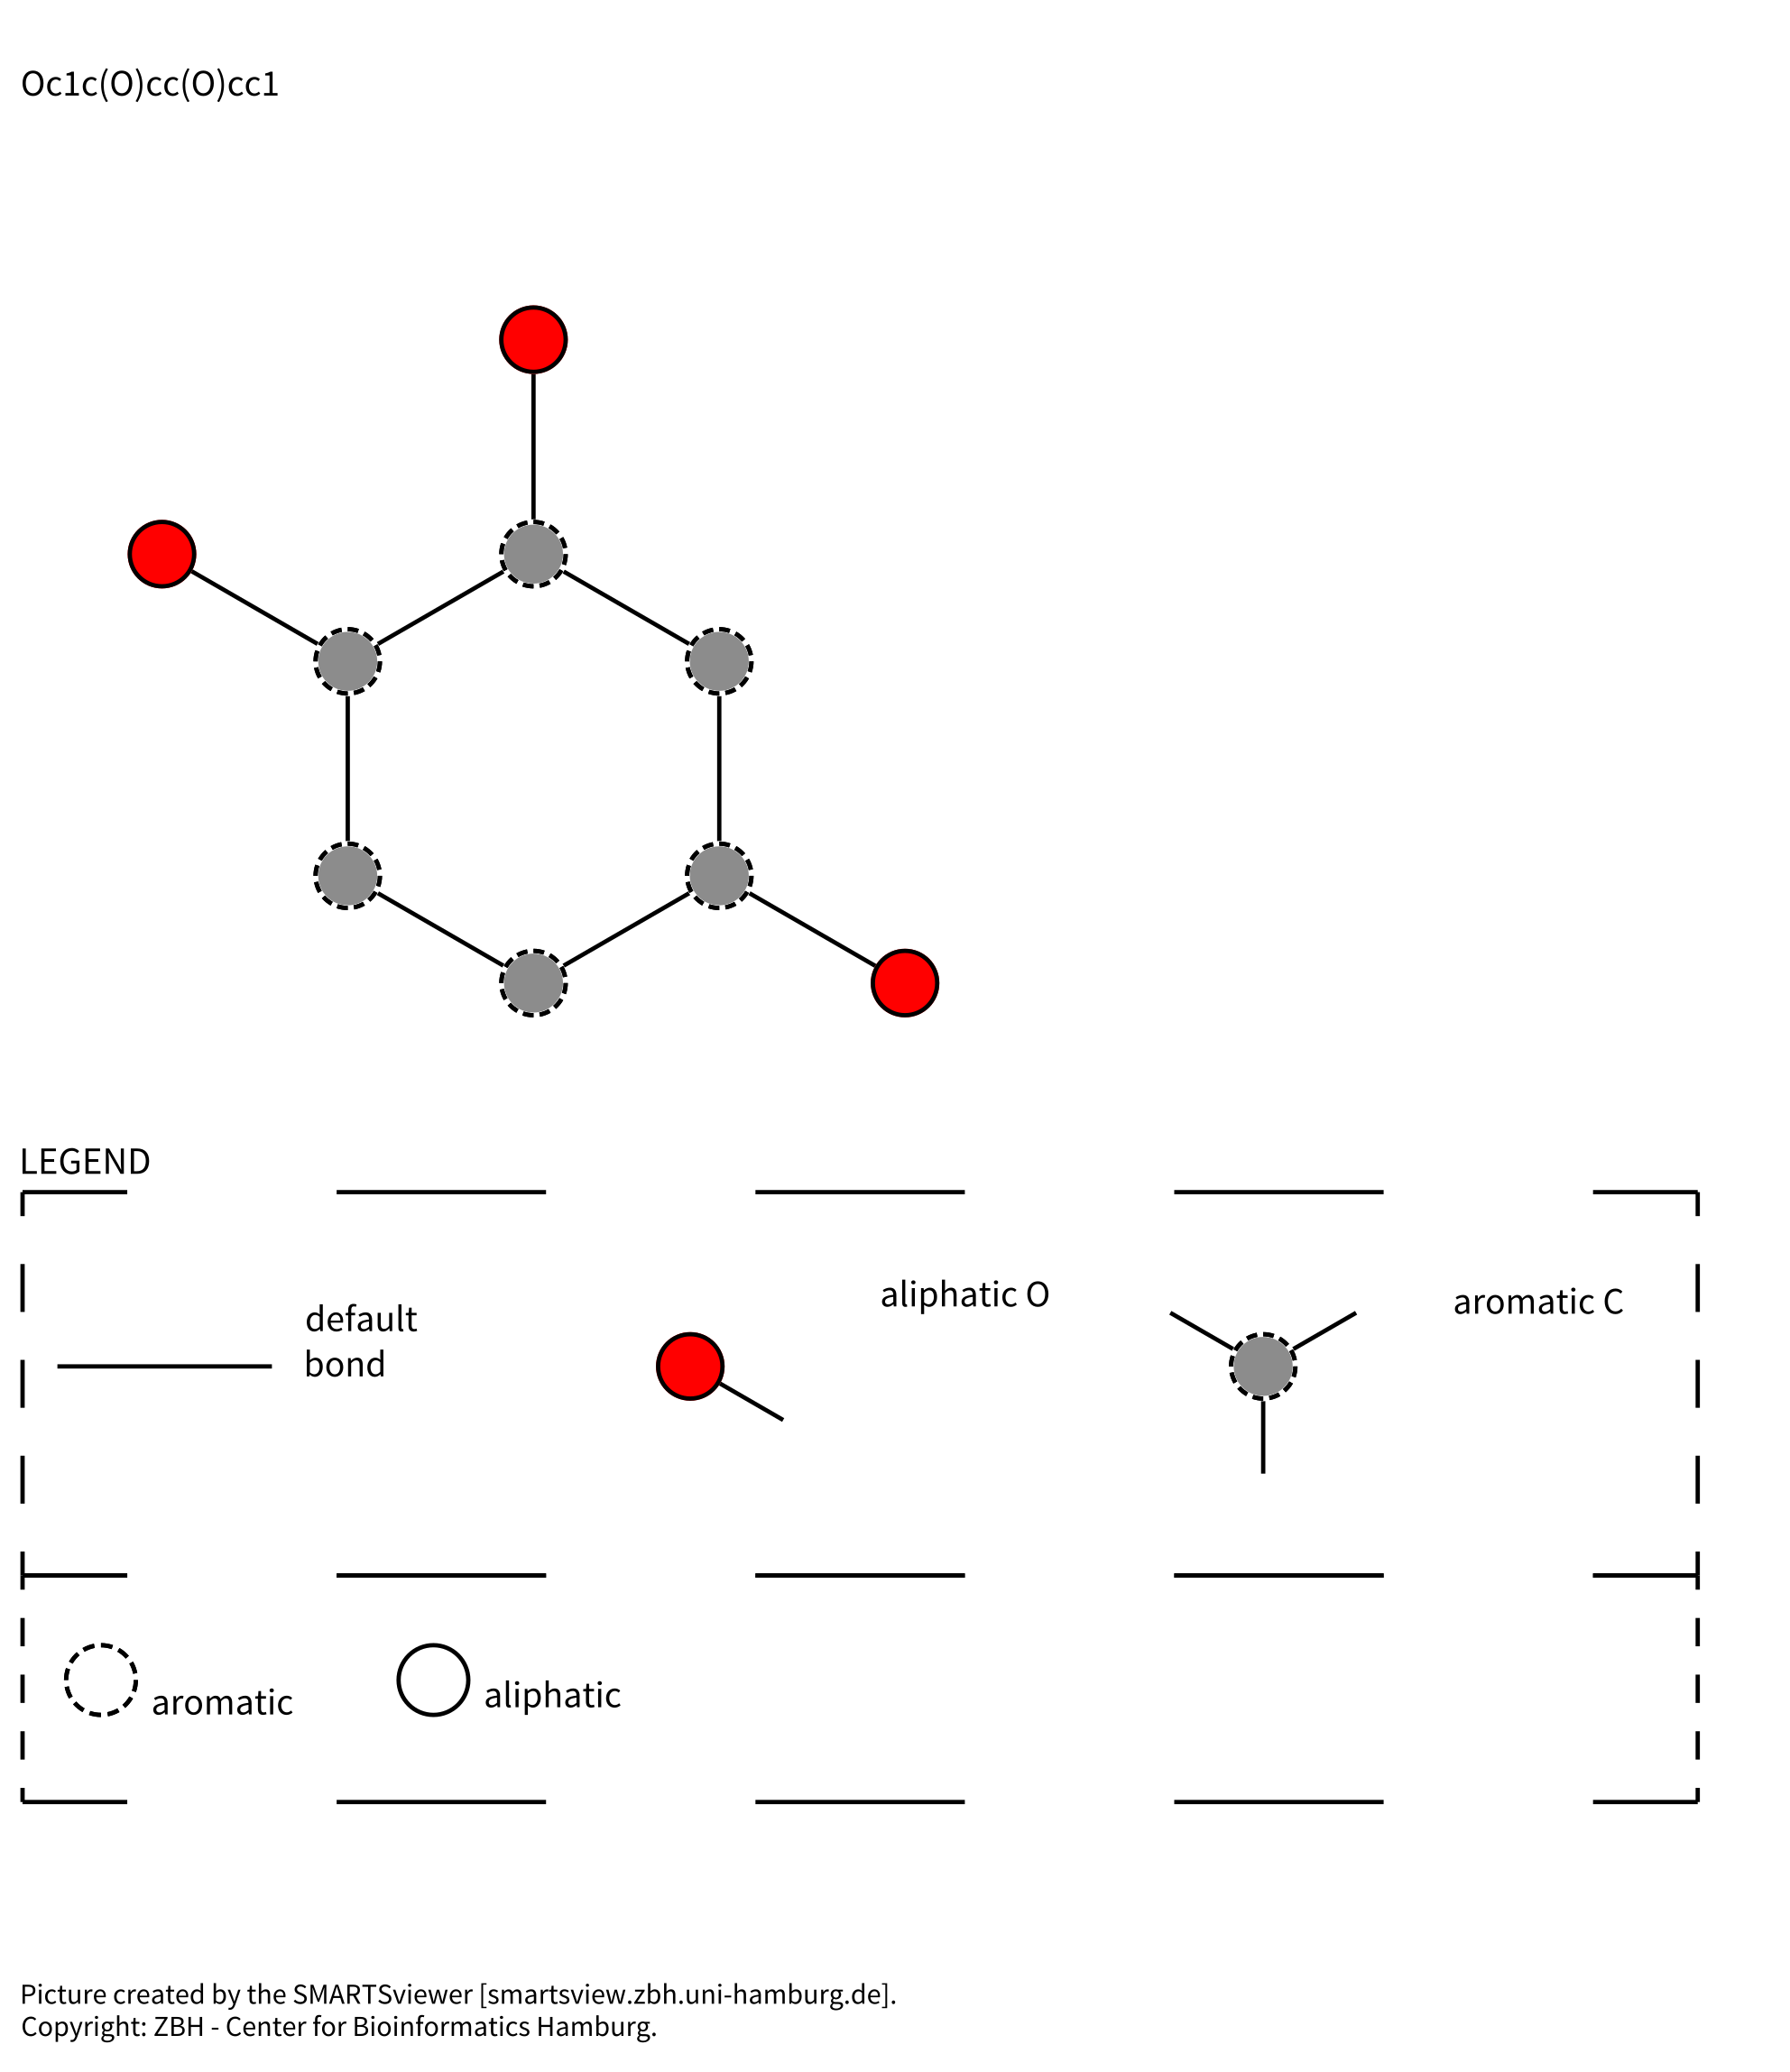 Oc1c(O)cc(O)cc1
LEGEND
default
bond
aliphatic O
aromatic C
aromatic
aliphatic
Picture created by the SMARTSviewer [smartsview.zbh.uni-hamburg.de].
Copyright: ZBH - Center for Bioinformatics Hamburg.